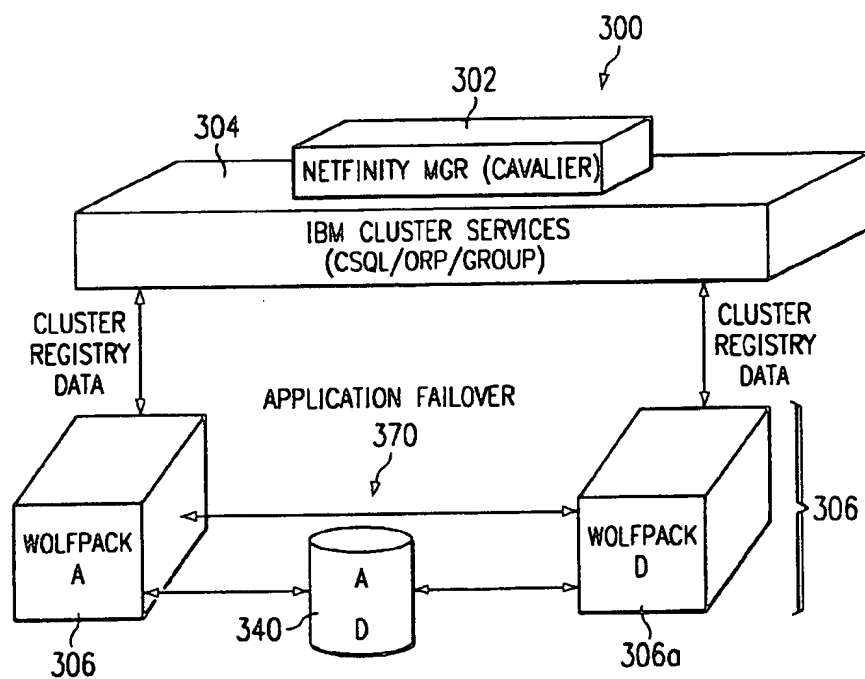 300
302
304
NETFINITY MGR (CAVALIER)
IBM CLUSTER SERVICES
(CSQL/ORP/GROUP)
CLUSTER
REGISTRY
DATA
CLUSTER
REGISTRY
DATA
APPLICATION FAILOVER
370
WOLFPACK
A
A
D
WOLFPACK
D
306
340
306
306a